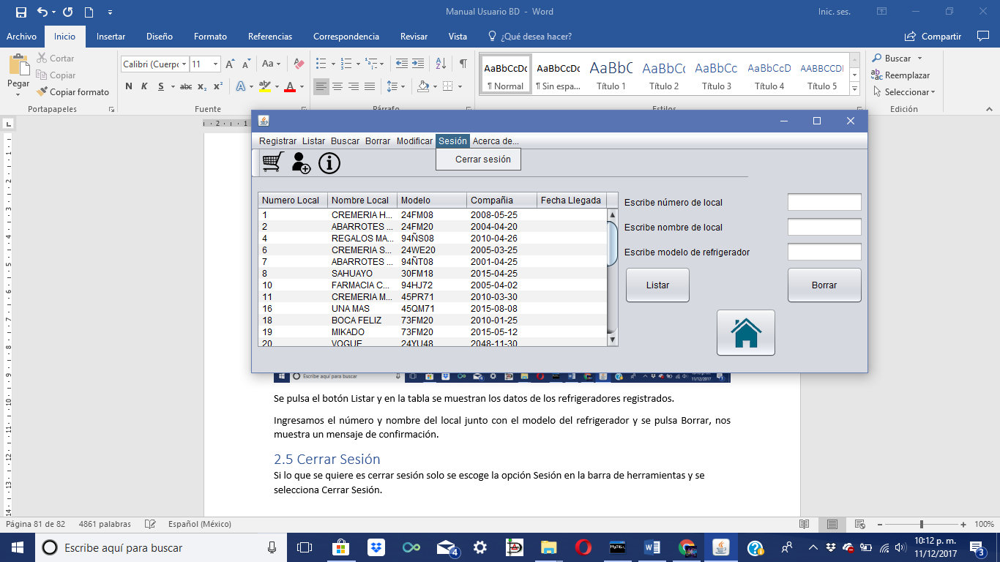 Manual Usuario BD - Word
Inic. ses.
Archivo Inicio Insertar Diseño Formato Referencias Correspondencia Revisar Vista ¿Qué desea hacer? Compartir
Pegar
Cortar
Copiar
Copiar formato
Portapapeles
Calibri (Cuerpo 11
Aa
N K S abc x₂ x²
Fuente
Párrafo
AaBbCcDc AaBbCcDc AaBbC AaBbCcC AaBbCc AaBbCcD AABBCCDI
¶ Normal ¶ Sin espa... Título 1 Título 2 Título 3 Título 4 Título 5
Estilos
Buscar
Reemplazar
Seleccionar
Edición
Registrar Listar Buscar Borrar Modificar Sesión Acerca de...
Cerrar sesión
Numero Local Nombre Local Modelo Compañia Fecha Llegada
1 CREMERIA H... 24FM08 2008-05-25
2 ABARROTES ... 24FM20 2004-04-20
4 REGALOS MA... 94ÑS08 2010-04-26
6 CREMERIA S... 24WE20 2005-03-25
7 ABARROTES ... 94ÑT08 2001-04-25
8 SAHUAYO 30FM18 2015-04-25
10 FARMACIA C... 94HJ72 2005-04-02
11 CREMERIA M... 45PR71 2010-03-30
16 UNA MAS 45QM71 2015-08-08
18 BOCA FELIZ 73FM20 2010-01-25
19 MIKADO 73FM20 2015-05-12
20 VOGUE 24YU48 2048-11-30
Escribe número de local
Escribe nombre de local
Escribe modelo de refrigerador
Listar Borrar
Escribe aquí para buscar
11/12/2017
Se pulsa el botón Listar y en la tabla se muestran los datos de los refrigeradores registrados.
Ingresamos el número y nombre del local junto con el modelo del refrigerador y se pulsa Borrar, nos
muestra un mensaje de confirmación.
2.5 Cerrar Sesión
Si lo que se quiere es cerrar sesión solo se escoge la opción Sesión en la barra de herramientas y se
selecciona Cerrar Sesión.
Página 81 de 82 4861 palabras Español (México) 100%
Escribe aquí para buscar
4
MySQL
10:12 p. m.
11/12/2017
3